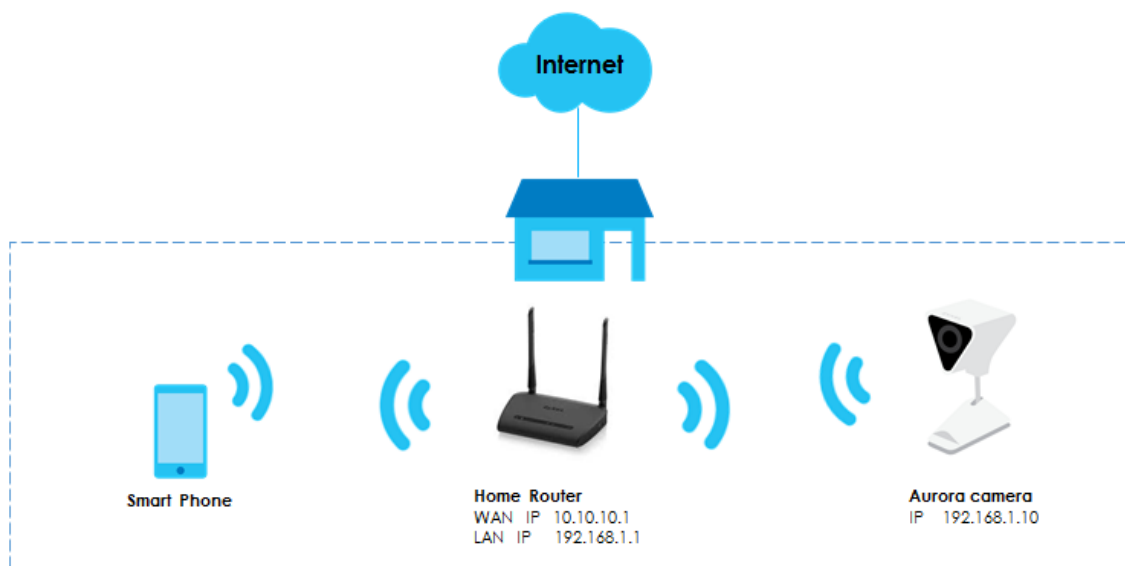 Internet
Smart Phone
Home Router
WAN IP 10.10.10.1
LAN IP 192.168.1.1
Aurora camera
IP 192.168.1.10